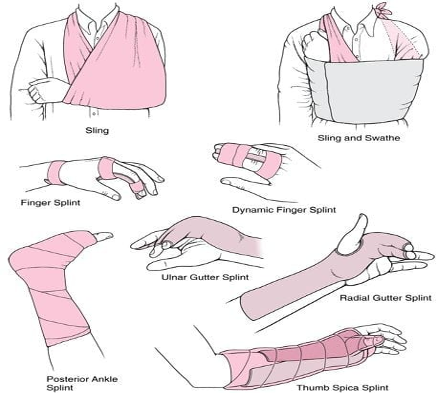 Sling
Sling and Swathe
Finger Splint
Dynamic Finger Splint
Ulnar Gutter Splint
Radial Gutter Splint
Posterior Ankle
Splint
Thumb Spica Splint